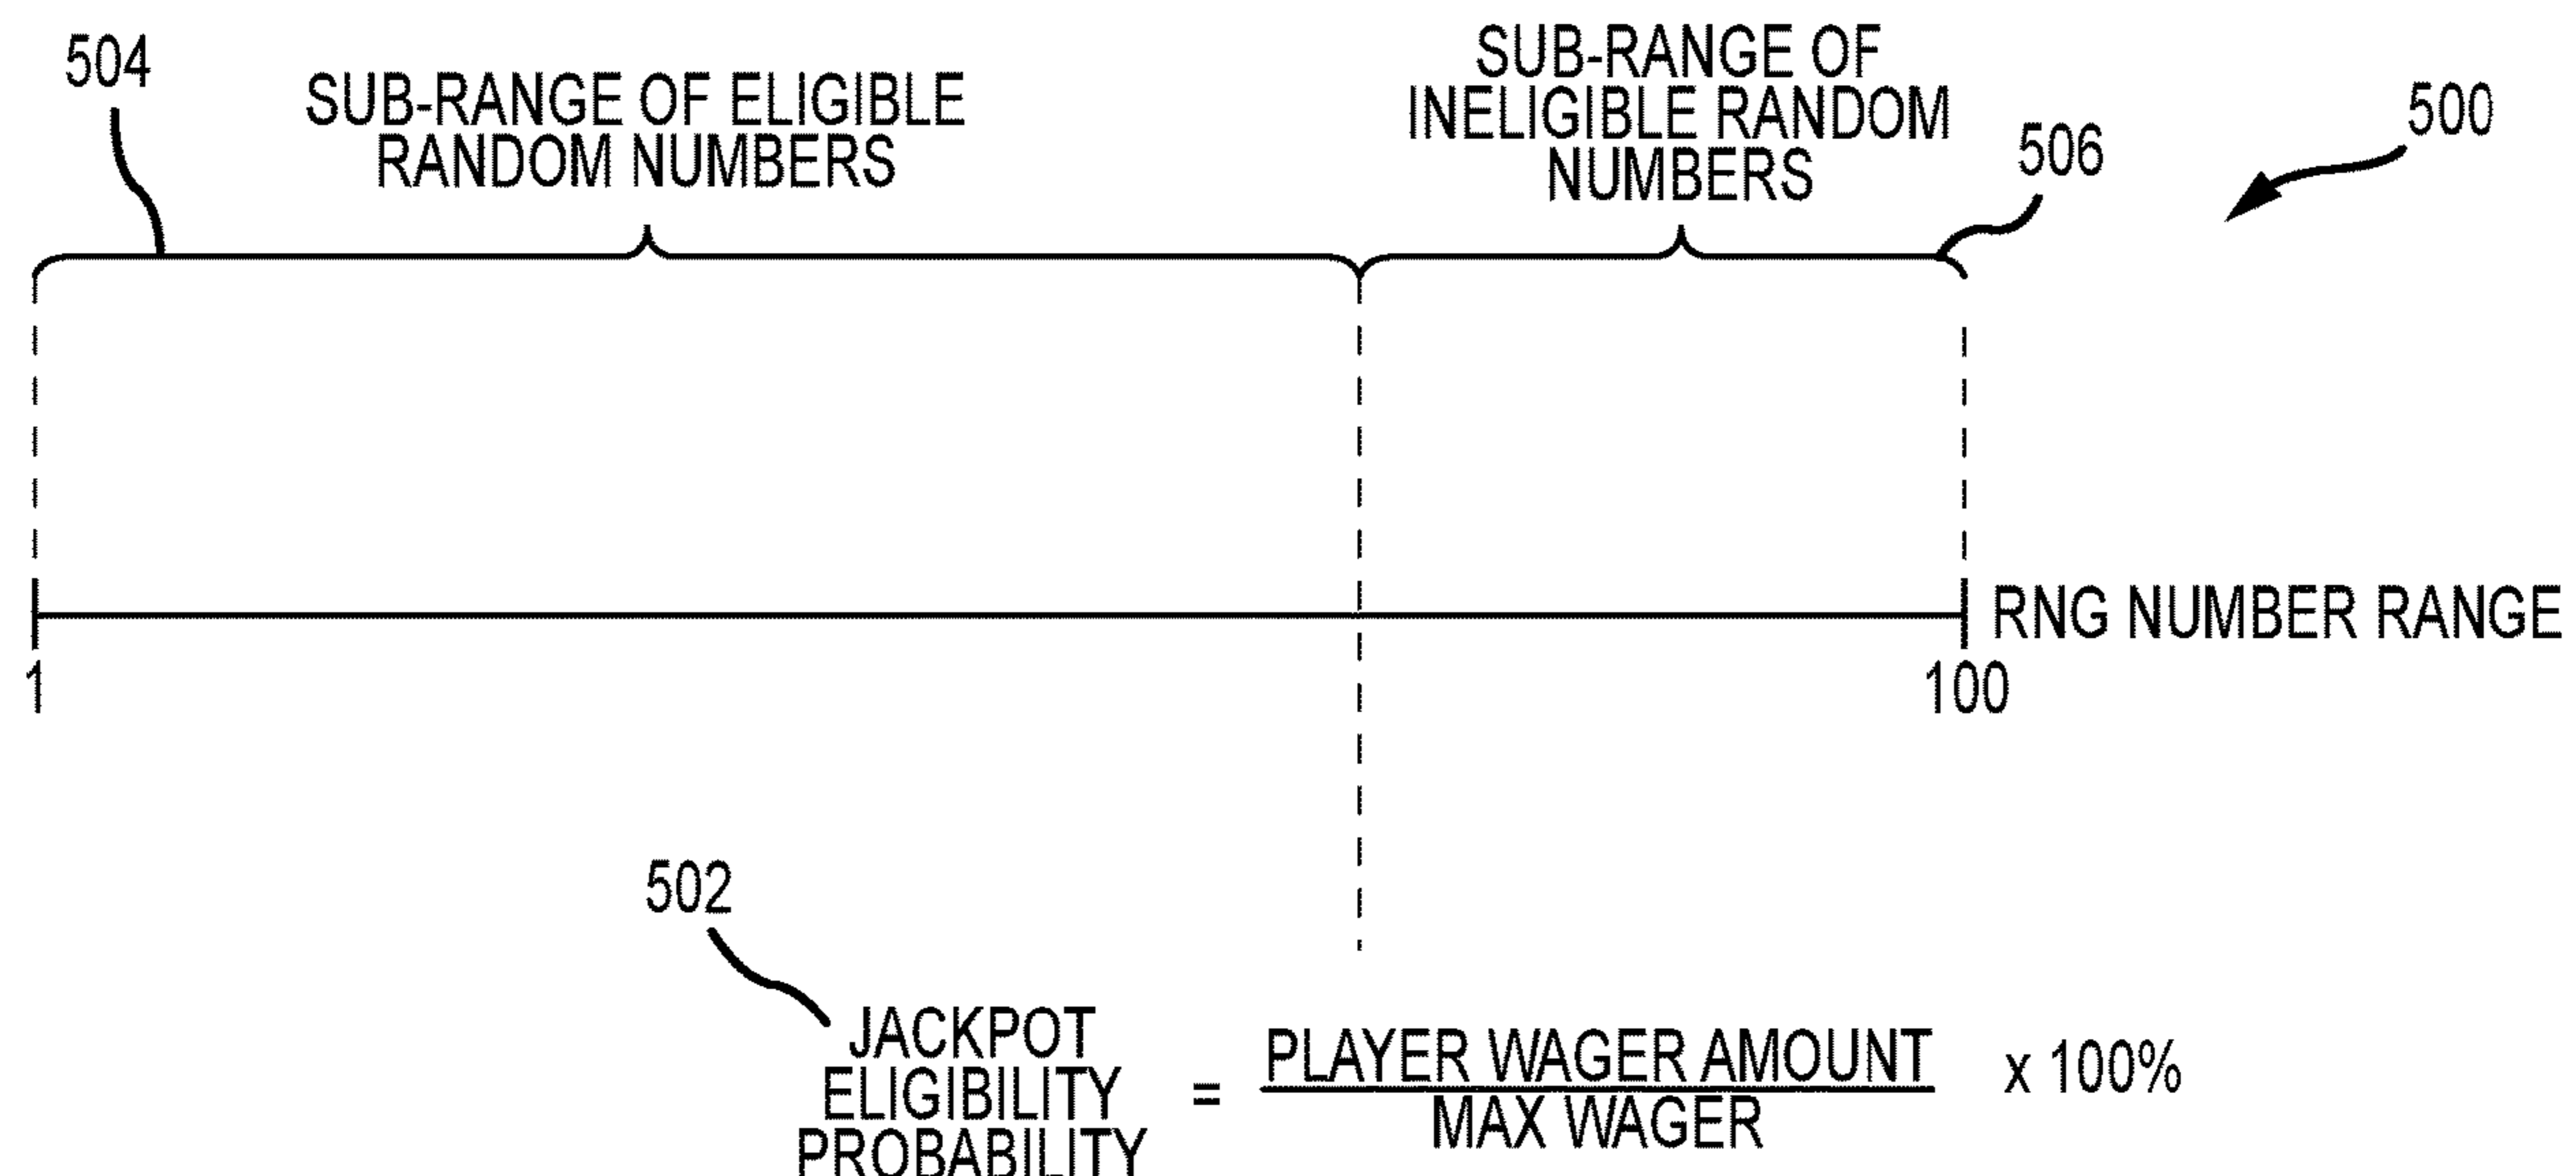 504
SUB-RANGE OF ELIGIBLE
RANDOM NUMBERS
SUB-RANGE OF
INELIGIBLE RANDOM
NUMBERS
506
500
RNG NUMBER RANGE
1
100
502
JACKPOT
ELIGIBILITY
PROBABILITY
=
PLAYER WAGER AMOUNT
MAX WAGER
x 100%